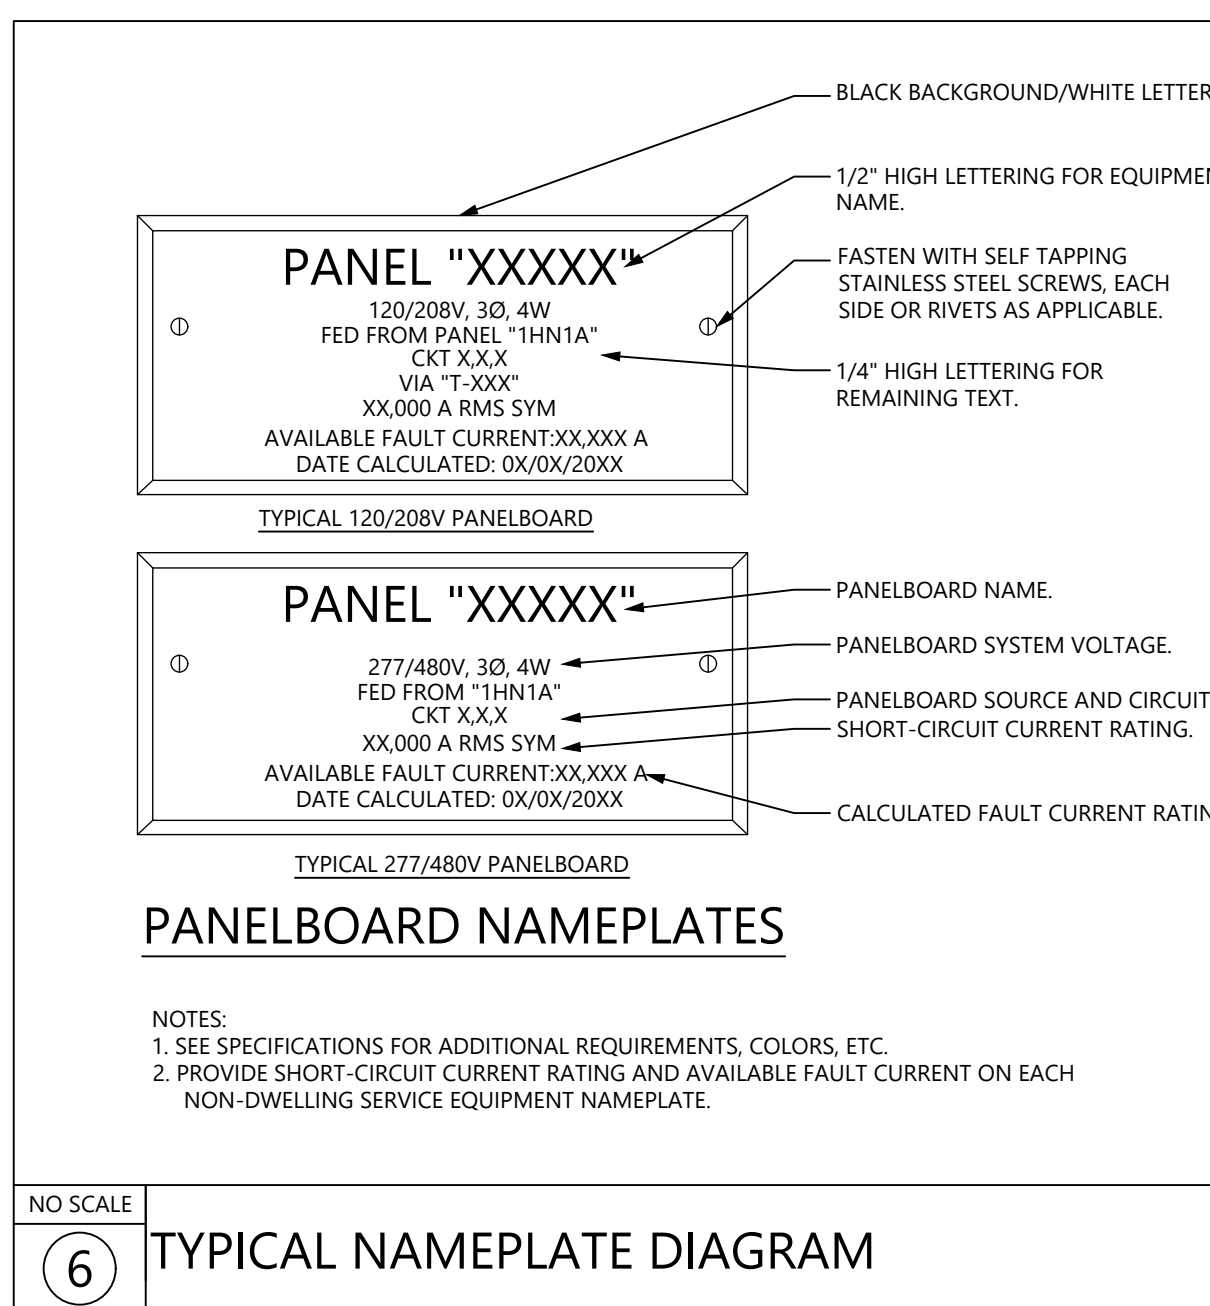 BLACK BACKGROUND/WHITE LETTER
1/2" HIGH LETTERING FOR
NAME.
PANEL "XXXXX"
120/208V, 3Ø, 4W
FED FROM PANEL "1HN1A"
CKT X,X,X
VIA "T-XXX"
XX,000 A RMS SYM
AVAILABLE FAULT CURRENT:XX,XXX A
DATE CALCULATED: 0X/0X/20XX
FASTEN WITH SELF TAPPING
STAINLESS STEEL SCREWS, EACH
SIDE OR RIVETS AS APPLICABLE.
1/4" HIGH LETTERING FOR
REMAINING TEXT.
TYPICAL 120/208V PANELBOARD
PANEL "XXXXX"
277/480V, 3Ø, 4W
FED FROM "1HN1A"
CKT X,X,X
XX,000 A RMS SYM
AVAILABLE FAULT CURRENT:XX,XXX A
DATE CALCULATED: 0X/0X/20XX
PANELBOARD NAME.
PANELBOARD SYSTEM VOLTAGE.
PANELBOARD SOURCE AND CIRCUIT
SHORT-CIRCUIT CURRENT RATING.
CALCULATED FAULT CURRENT
TYPICAL 277/480V PANELBOARD
PANELBOARD NAMEPLATES
NOTES:
1. SEE SPECIFICATIONS FOR ADDITIONAL REQUIREMENTS, COLORS, ETC.
2. PROVIDE SHORT-CIRCUIT CURRENT RATING AND AVAILABLE FAULT CURRENT ON EACH
NON-DWELLING SERVICE EQUIPMENT NAMEPLATE.
NO SCALE
6
TYPICAL NAMEPLATE DIAGRAM